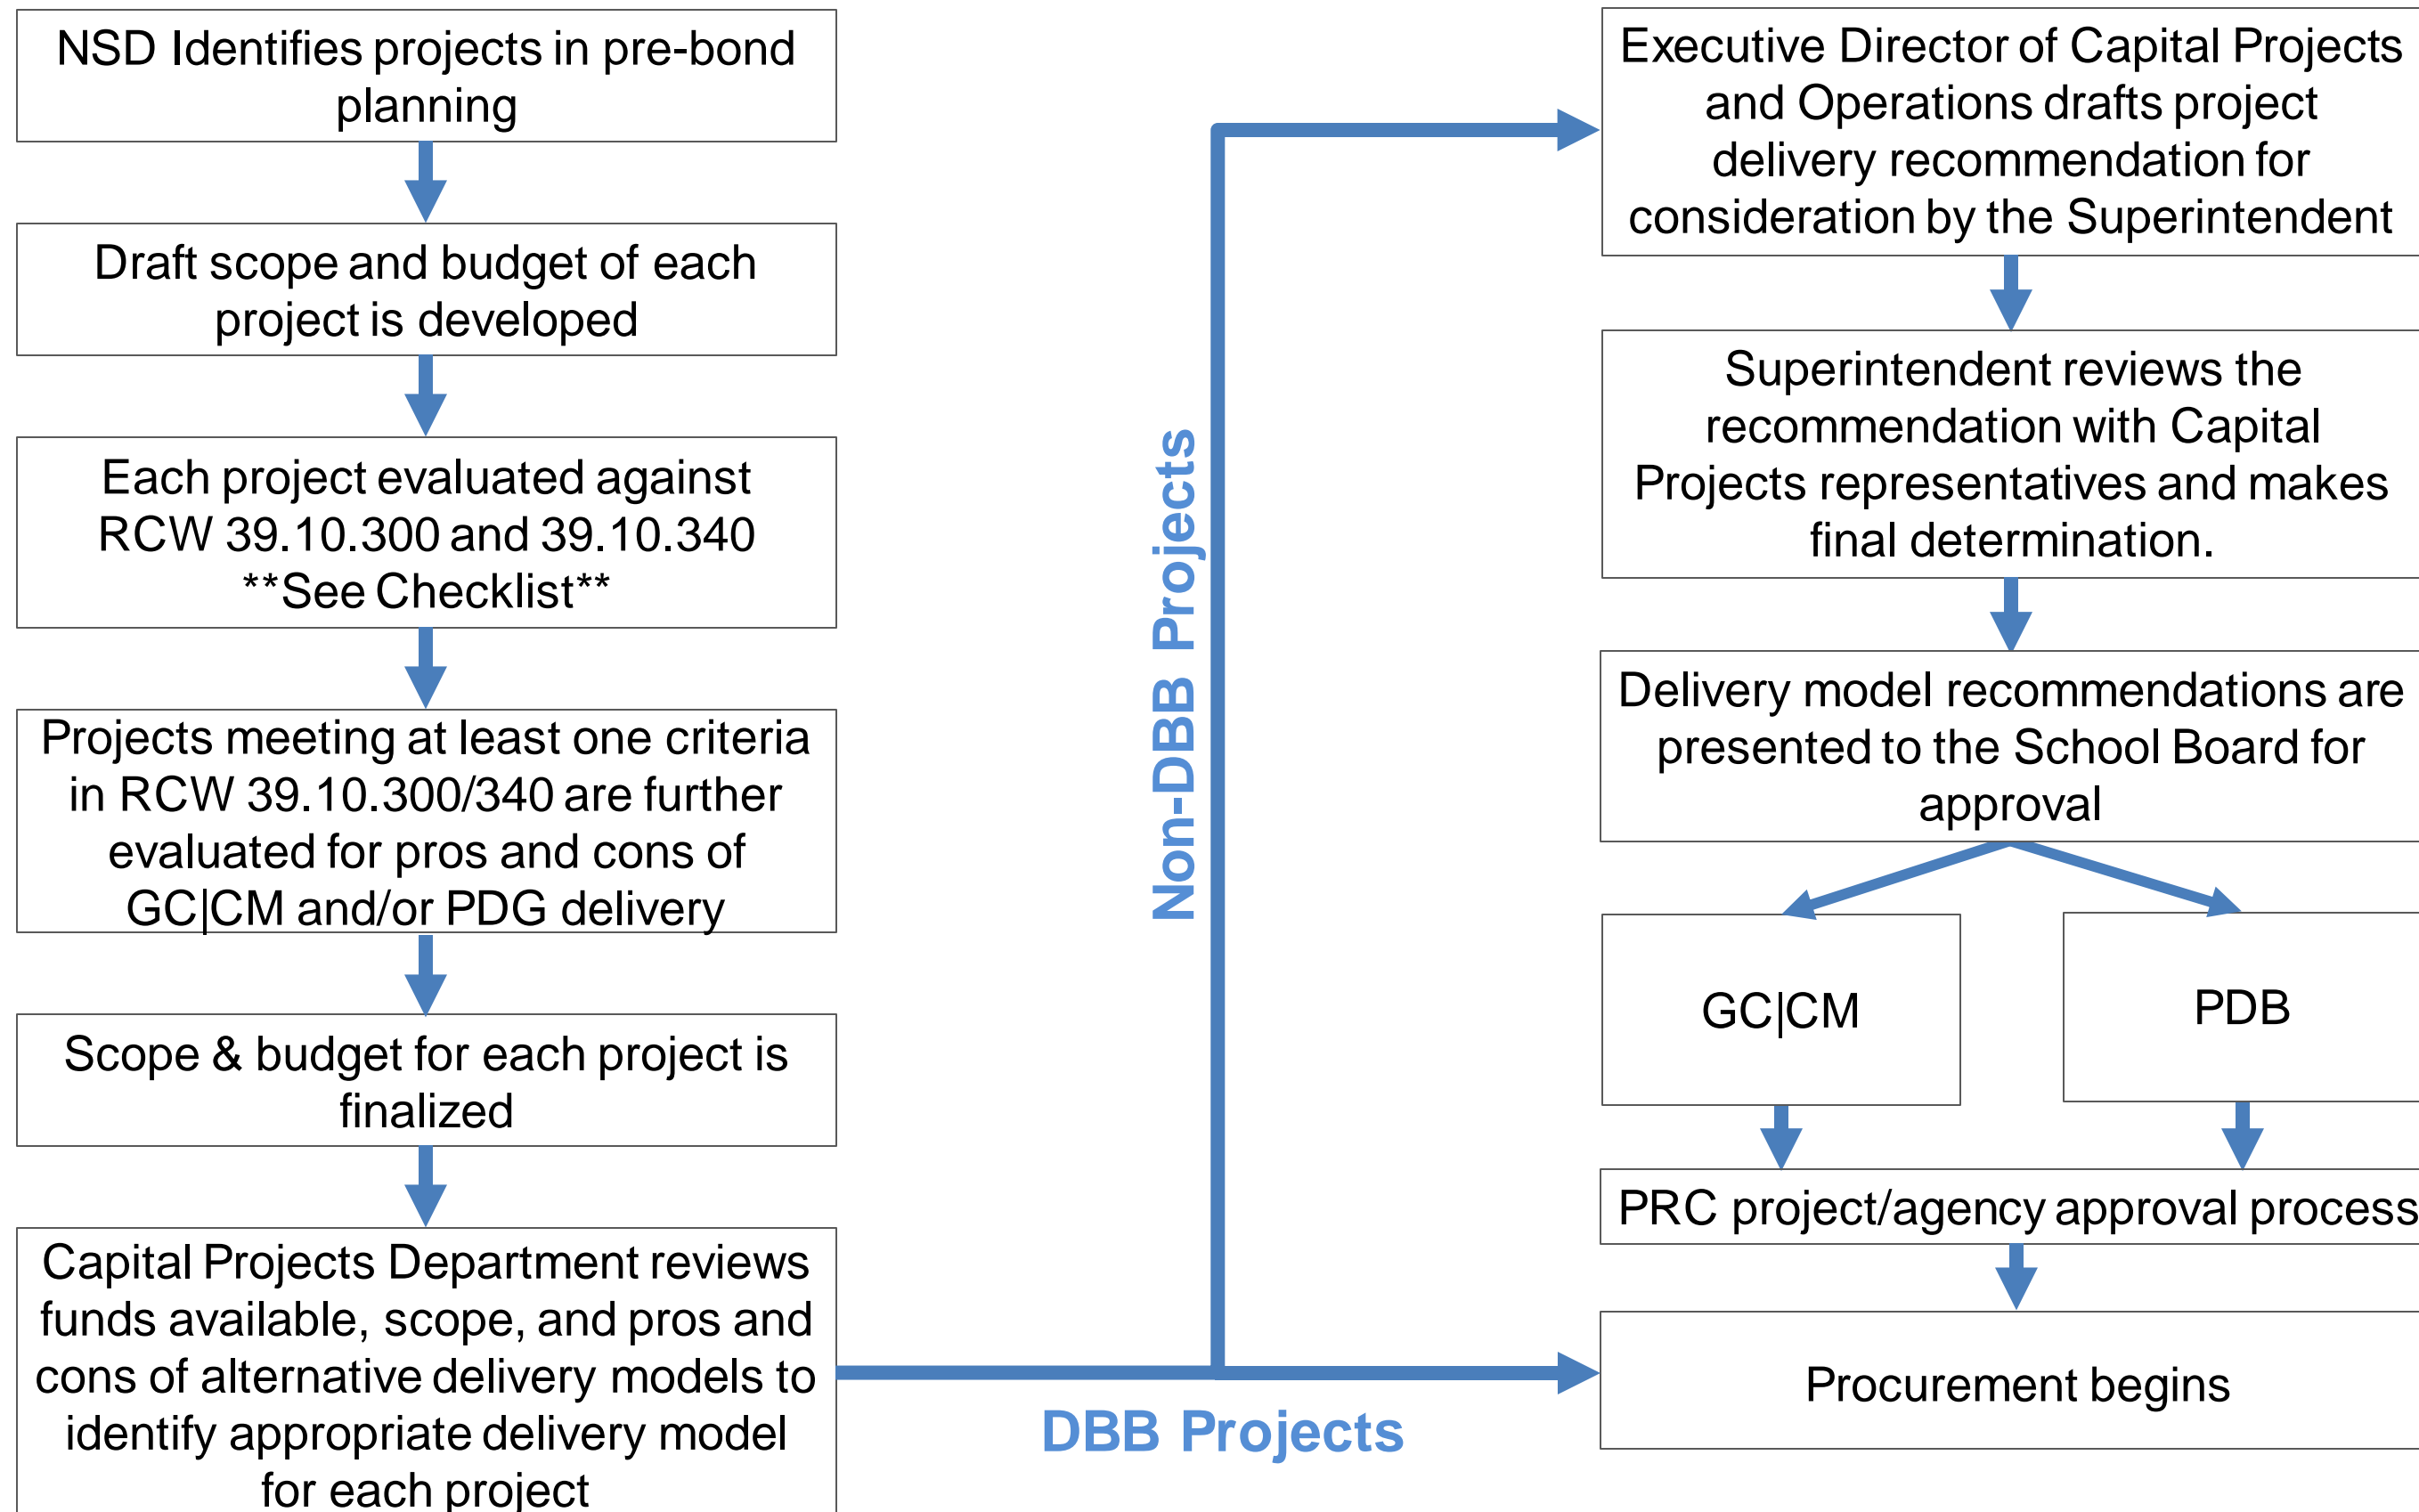 NSD Identifies projects in pre-bond
planning
Draft scope and budget of each
project is developed
Each project evaluated against
RCW 39.10.300 and 39.10.340
**See Checklist**
Projects meeting at least one criteria
in RCW 39.10.300/340 are further
evaluated for pros and cons of
GC|CM and/or PDG delivery
Scope & budget for each project is
finalized
Capital Projects Department reviews
funds available, scope, and pros and
cons of alternative delivery models to
identify appropriate delivery model
for each project
Non-DBB Projects
DBB Projects
Executive Director of Capital Projects
and Operations drafts project
delivery recommendation for
consideration by the Superintendent
Superintendent reviews the
recommendation with Capital
Projects representatives and makes
final determination.
Delivery model recommendations are
presented to the School Board for
approval
GC|CM
PDB
PRC project/agency approval process
Procurement begins